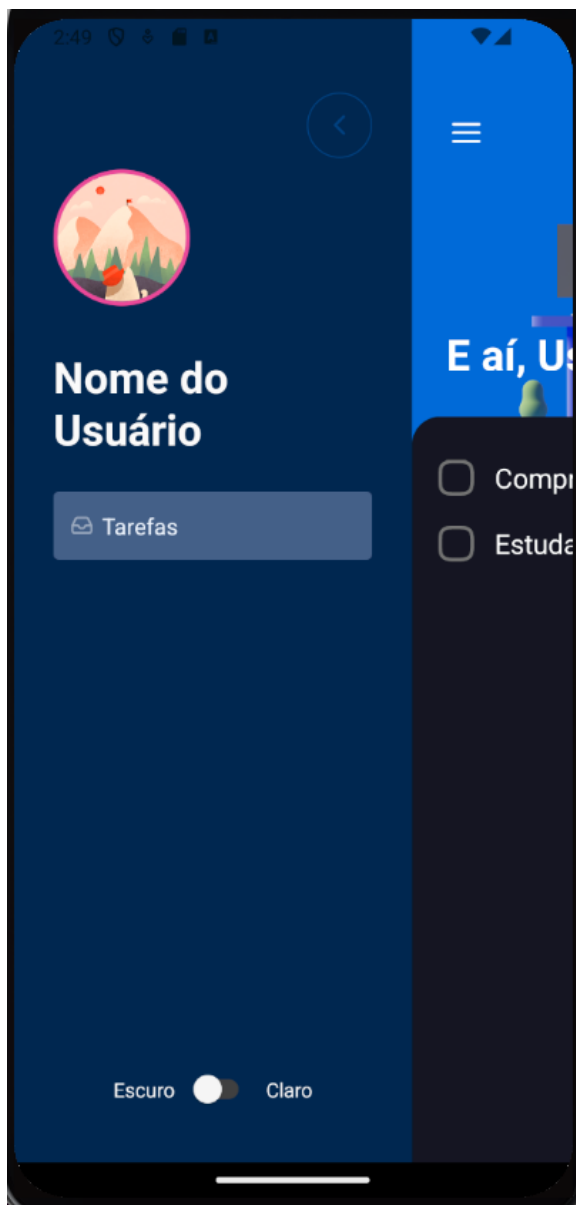 2:49
Nome do
Usuário
Tarefas
Escuro
Claro
E aí, Us
Compr
Estuda